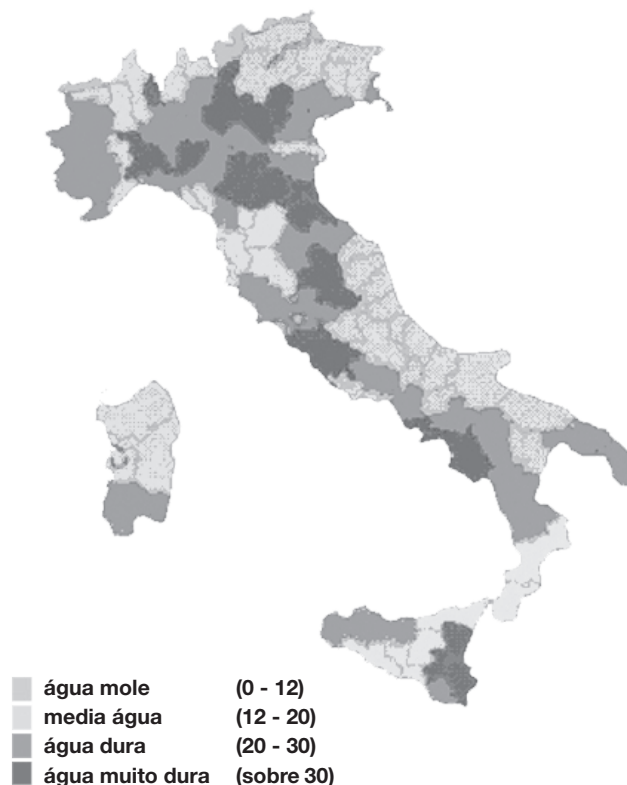 água mole (0 - 12)
media água (12 - 20)
água dura (20 - 30)
água muito dura (sobre 30)